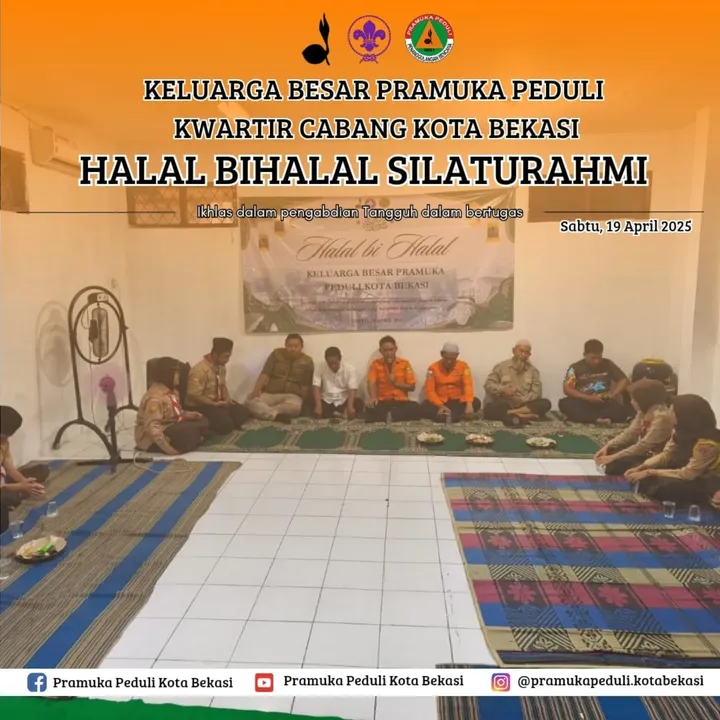 PRAMUKA PEDULI
KELUARGA BESAR PRAMUKA PEDULI
KWARTIR CABANG KOTA BEKASI
HALAL BIHALAL SILATURAHMI
Ikhlas dalam pengabdian Tangguh dalam bertugas
Sabtu, 19 April 2025
Halal bi Halal
KELUARGA BESAR PRAMUKA
PEDULI KOTA BEKASI
Pramuka Peduli Kota Bekasi
Pramuka Peduli Kota Bekasi
@pramukapeduli.kotabekasi